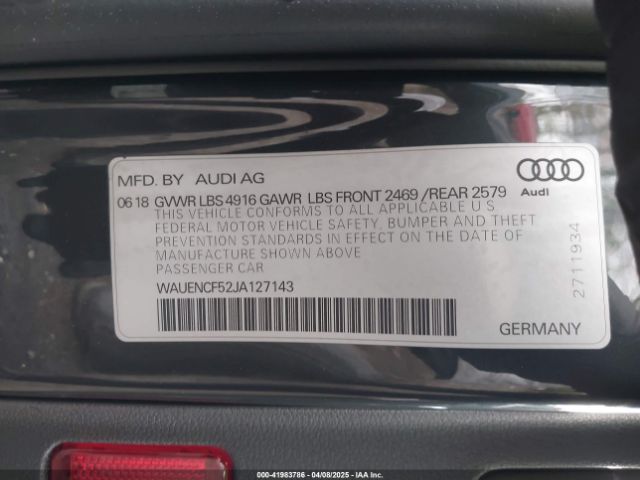 MFD. BY AUDI AG
06 18 GVWR LBS 4916 GAWR LBS FRONT 2469 /REAR 2579
THIS VEHICLE CONFORMS TO ALL APPLICABLE U S
FEDERAL MOTOR VEHICLE SAFETY, BUMPER AND THEFT
PREVENTION STANDARDS IN EFFECT ON THE DATE OF
MANUFACTURE SHOWN ABOVE
PASSENGER CAR
WAUENCF52JA127143
Audi
2711934
GERMANY
000-41983786 - 04/08/2025 - IAA Inc.